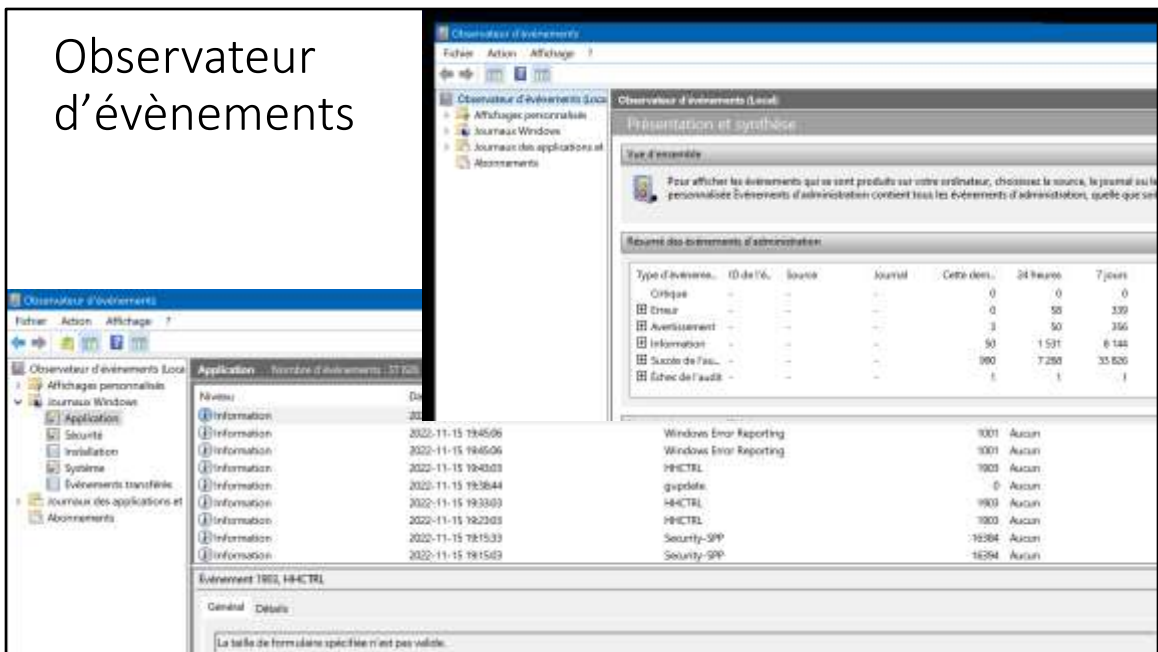 Observateur
d’évènements
Observateur d'événements
Fichier Action Affichage ?
Observateur d'événements (Loca
Affichages personnalisés
Journaux Windows
Journaux des applications et
Abonnements
Observateur d'événements (Local)
Présentation et synthèse
Vue d'ensemble
Pour afficher les événements qui se sont produits sur votre ordinateur, choisissez la source, le journal ou le
personnalisée Événements d'administration contient tous les événements d'administration, quelle que soit
Résumé des événements d'administration
Type d'événeme... ID de l'é... Source Journal Cette dern... 24 heures 7 jours
Critique - - - 0 0 0
Erreur - - - 0 58 339
Avertissement - - - 3 50 356
Information - - - 50 1 531 6 144
Succès de l'au... - - - 980 7 268
Échec de l'audit - - - 1 1 1
Observateur d'événements
Fichier Action Affichage ?
Observateur d'événements (Loca
Affichages personnalisés
Journaux Windows
Application
Sécurité
Installation
Système
Événements transférés
Journaux des applications et
Abonnements
Application Nombre d'événements :
Niveau Da
Information 20
Information 2022-11-15 19:45:06 Windows Error Reporting 1001 Aucun
Information 2022-11-15 19:45:06 Windows Error Reporting 1001 Aucun
Information 2022-11-15 19:43:03 HHCTRL 1903 Aucun
Information 2022-11-15 19:38:44 gupdate 0 Aucun
Information 2022-11-15 19:33:03 HHCTRL 1903 Aucun
Information 2022-11-15 19:23:03 HHCTRL 1903 Aucun
Information 2022-11-15 19:15:33 Security-SPP 16384 Aucun
Information 2022-11-15 19:15:03 Security-SPP 16394 Aucun
Événement 1903, HHCTRL
Général Détails
La taille de formulaire spécifiée n'est pas valide.